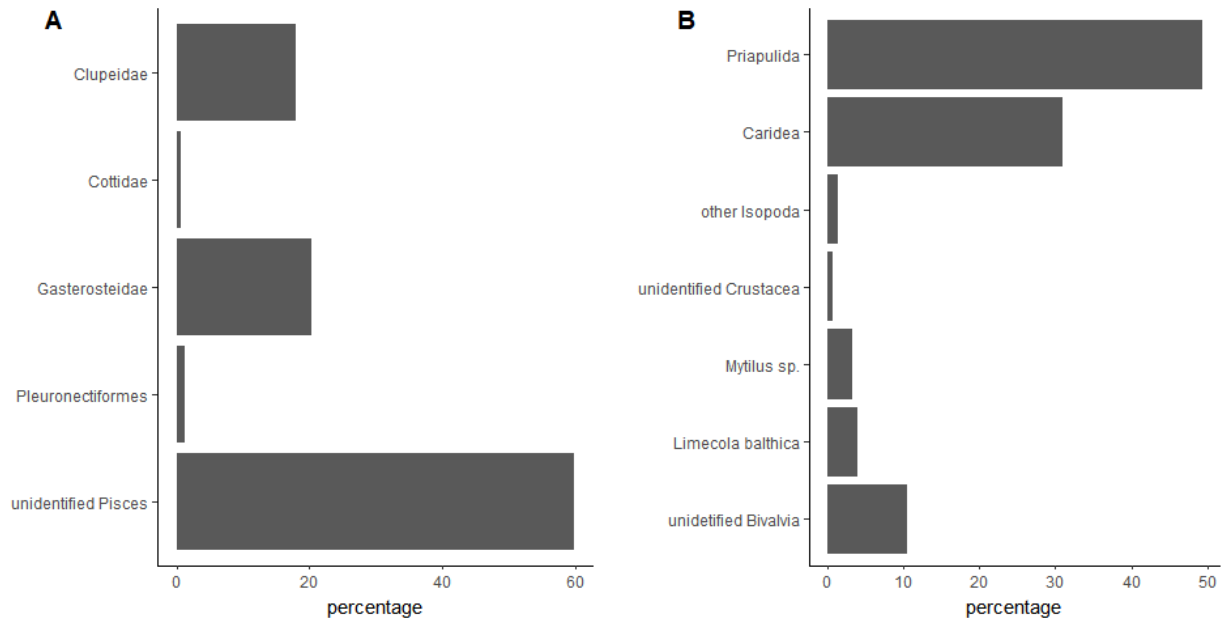 A
Clupeidae
Cottidae
Gasterosteidae
Pleuronectiformes
unidentified Pisces
0 20 40 60
percentage
B
Priapulida
Caridea
other Isopoda
unidentified Crustacea
Mytilus sp.
Limecola balthica
unidetified Bivalvia
0 10 20 30 40 50
percentage